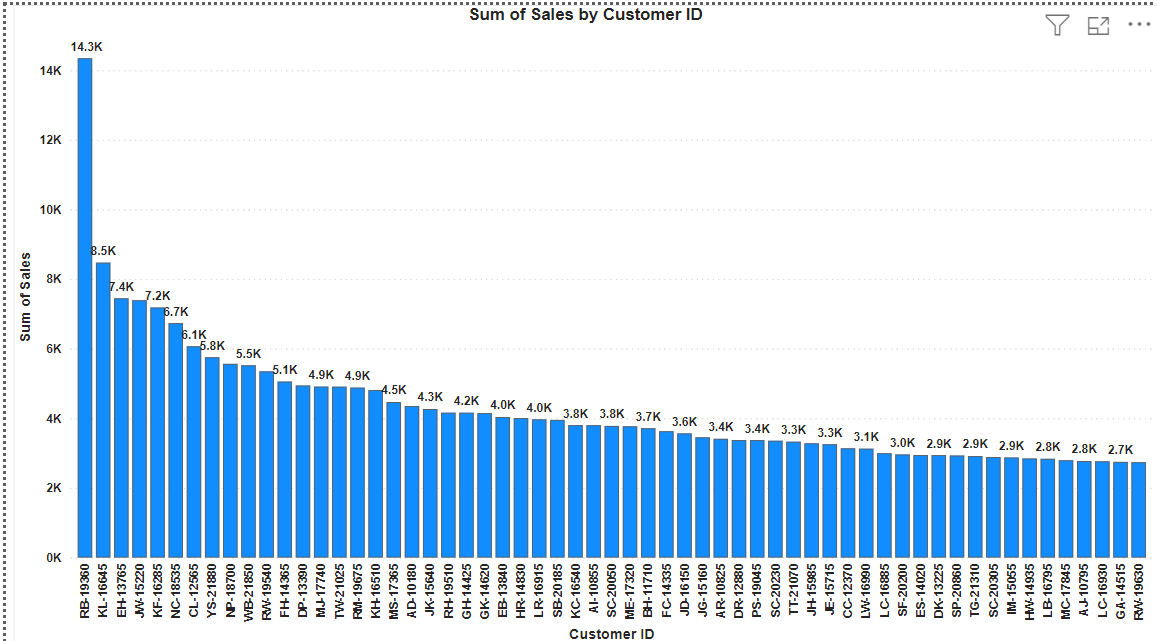 Sum of Sales by Customer ID
Sum of Sales
14K
12K
10K
8K
6K
4K
2K
0K
14.3K
8.5K
7.4K
7.2K
6.7K
6.1K
5.8K
5.5K
5.1K
4.9K
4.9K
4.5K
4.3K
4.2K
4.0K
4.0K
3.8K
3.8K
3.7K
3.6K
3.4K
3.4K
3.3K
3.3K
3.1K
3.0K
2.9K
2.9K
2.9K
2.8K
2.8K
2.7K
RB-19360
KL-16645
EH-13765
JW-15220
KF-16285
NC-18535
CL-12565
YS-21880
NP-18700
WB-21850
RW-19540
FH-14365
DP-13390
MJ-17740
TW-21025
RM-19675
KH-16510
MS-17365
AD-10180
JK-15640
RH-19510
GH-14425
GK-14620
EB-13840
HR-14830
LR-16915
SB-20185
KC-16540
AI-10855
SC-20050
ME-17320
BH-11710
FC-14335
JD-16150
JG-15160
AR-10825
DR-12880
PS-19045
SC-20230
TT-21070
JH-15985
JE-15715
CC-12370
LW-16990
LC-16885
SF-20200
ES-14020
DK-13225
SP-20860
TG-21310
SC-20305
IM-15055
HW-14935
LB-16795
MC-17845
AJ-10795
LC-16930
GA-14515
RW-19630
Customer ID